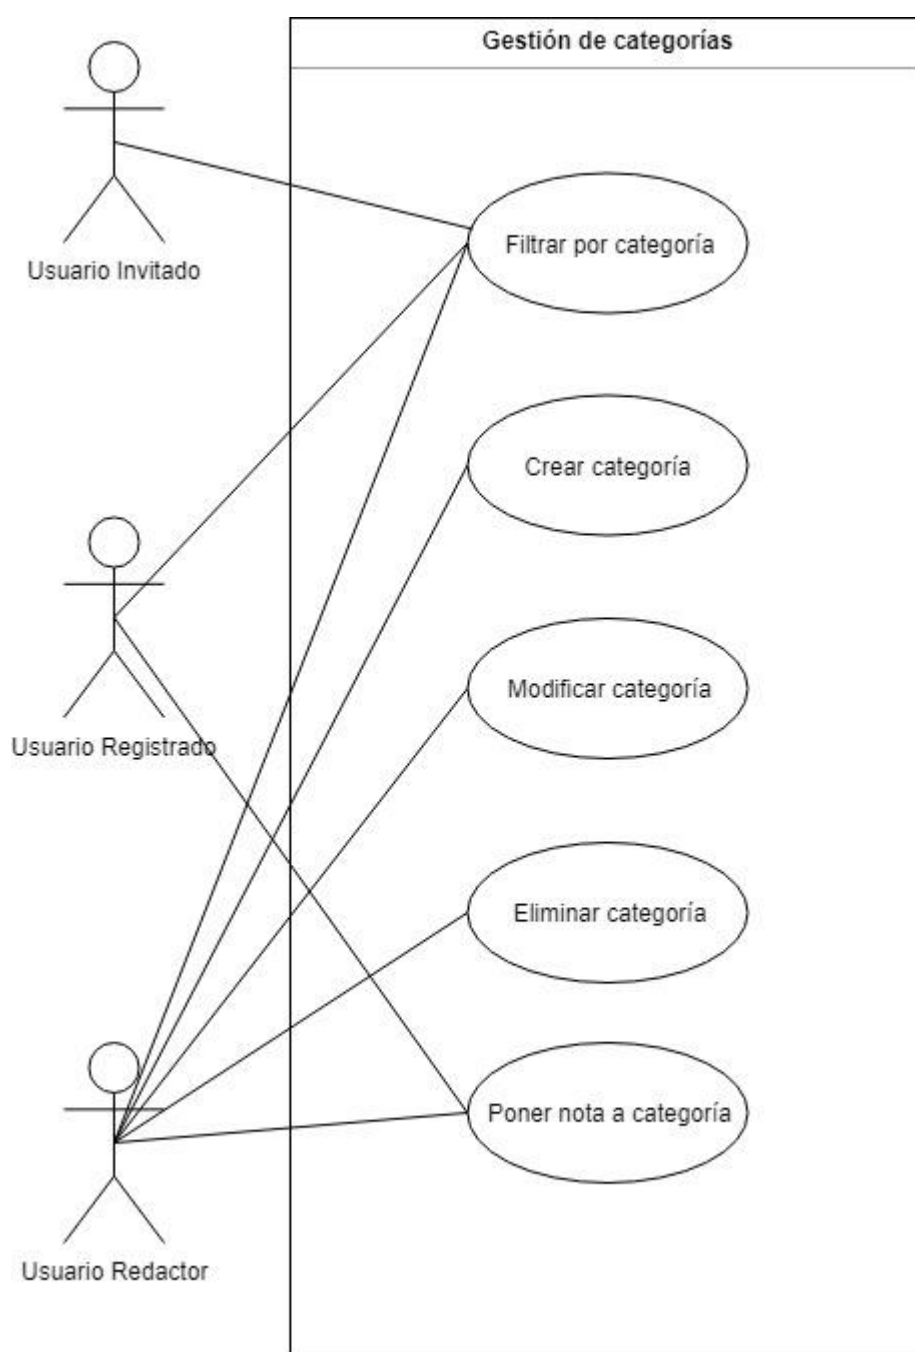 Gestión de categorías
Usuario Invitado
Filtrar por categoría
Crear categoría
Usuario Registrado
Modificar categoría
Eliminar categoría
Poner nota a categoría
Usuario Redactor